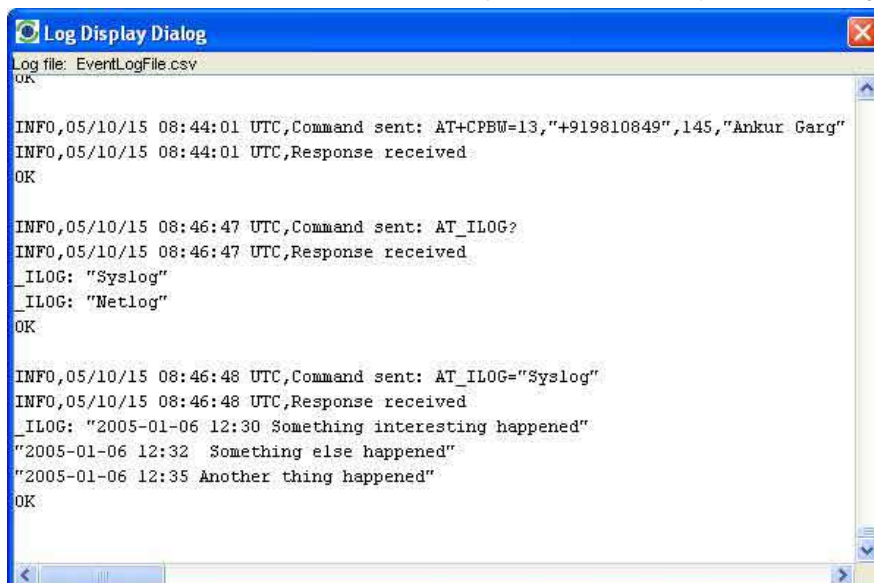 Log Display Dialog
Log file: EventLogFile.csv
OK
INFO,05/10/15 08:44:01 UTC,Command sent: AT+CPBW=13,"+919810849",145,"Ankur Garg"
INFO,05/10/15 08:44:01 UTC,Response received
OK
INFO,05/10/15 08:46:47 UTC,Command sent: AT_ILOG?
INFO,05/10/15 08:46:47 UTC,Response received
_ILOG: "Syslog"
_ILOG: "Netlog"
OK
INFO,05/10/15 08:46:48 UTC,Command sent: AT_ILOG="Syslog"
INFO,05/10/15 08:46:48 UTC,Response received
_ILOG: "2005-01-06 12:30 Something interesting happened"
"2005-01-06 12:32  Something else happened"
"2005-01-06 12:35 Another thing happened"
OK